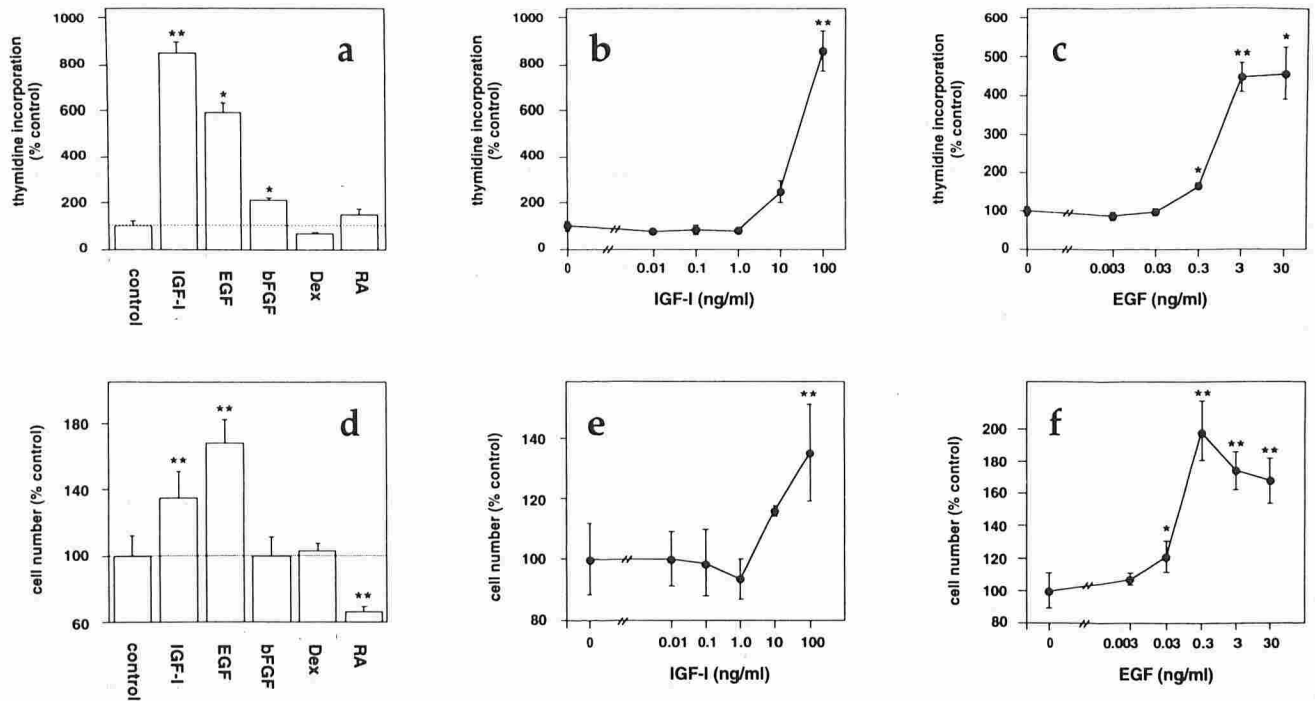 a
thymidine incorporation
(% control)
1000
800
600
400
200
100
0
**
*
*
control
IGF-I
EGF
bFGF
Dex
RA
b
thymidine incorporation
(% control)
1000
800
600
400
200
100
0
**
0
0.01
0.1
1.0
10
100
IGF-I (ng/ml)
c
thymidine incorporation
(% control)
600
500
400
300
200
100
0
*
**
*
0
0.003
0.03
0.3
3
30
EGF (ng/ml)
d
cell number (% control)
180
140
100
60
**
**
**
control
IGF-I
EGF
bFGF
Dex
RA
e
cell number (% control)
140
120
100
80
**
0
0.01
0.1
1.0
10
100
IGF-I (ng/ml)
f
cell number (% control)
200
180
160
140
120
100
80
*
**
**
**
0
0.003
0.03
0.3
3
30
EGF (ng/ml)